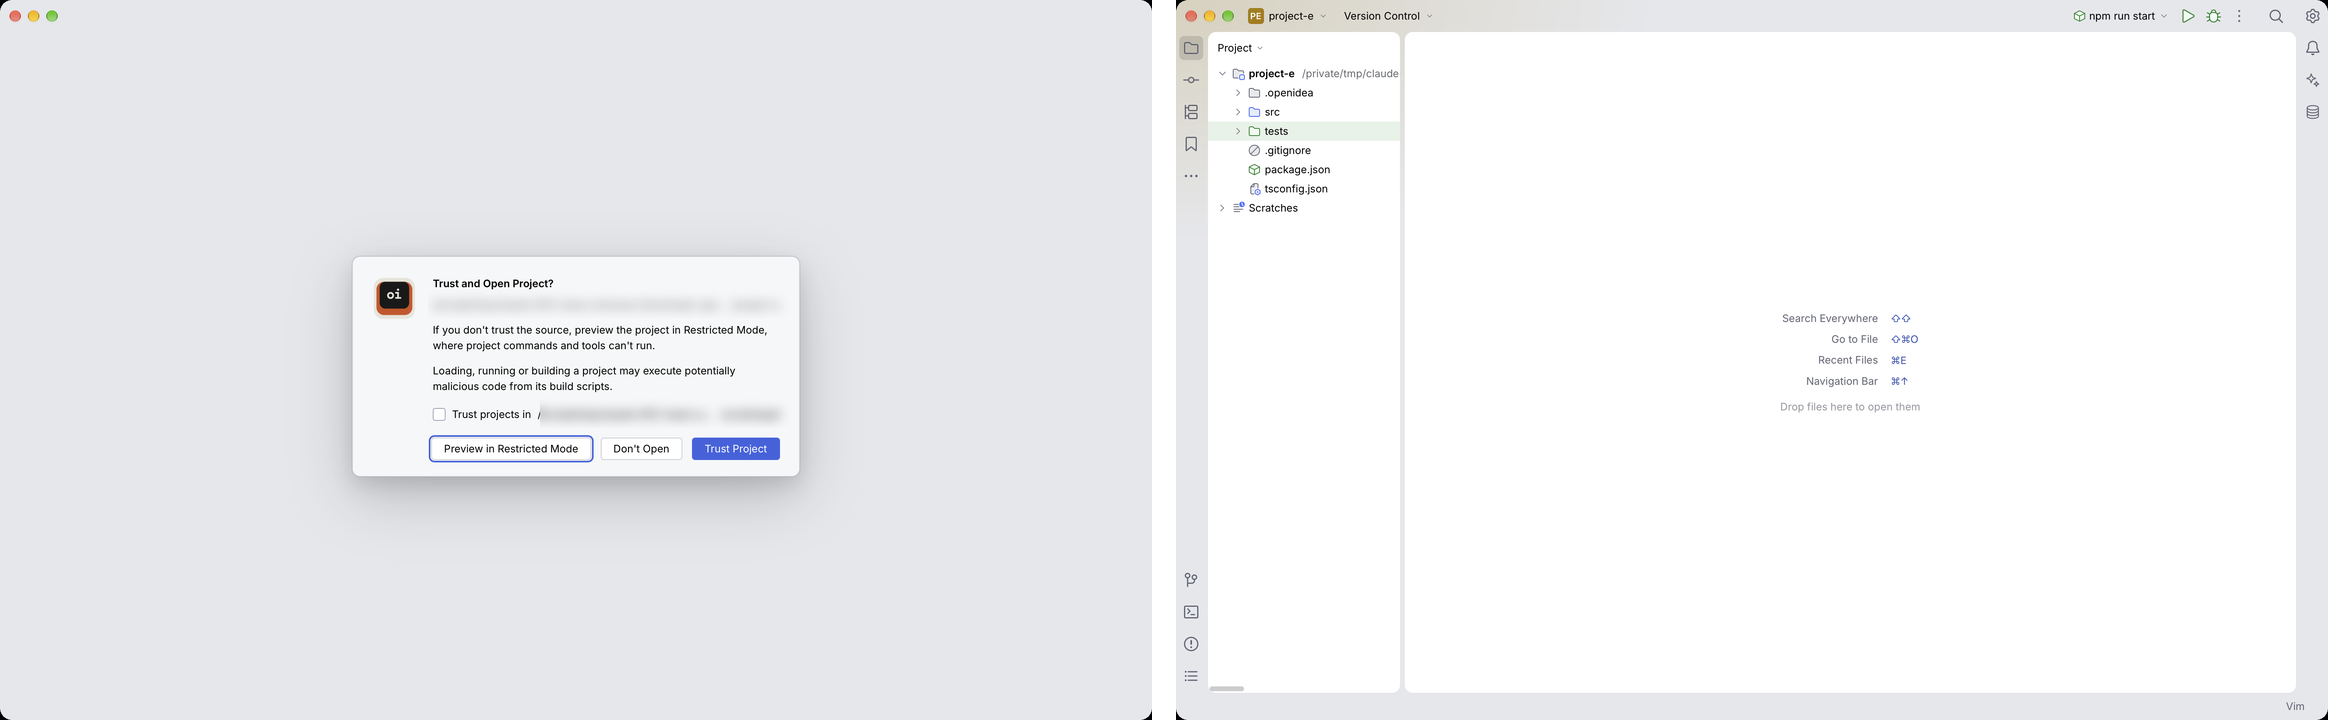 oi
Trust and Open Project?
If you don't trust the source, preview the project in Restricted Mode,
where project commands and tools can't run.
Loading, running or building a project may execute potentially
malicious code from its build scripts.
Trust projects in /
Preview in Restricted Mode
Don't Open
Trust Project
PE project-e
Version Control
npm run start
Project
project-e /private/tmp/claude
.openidea
src
tests
.gitignore
package.json
tsconfig.json
Scratches
Search Everywhere ⇧⇧
Go to File ⇧⌘O
Recent Files ⌘E
Navigation Bar ⌘↑
Drop files here to open them
Vim